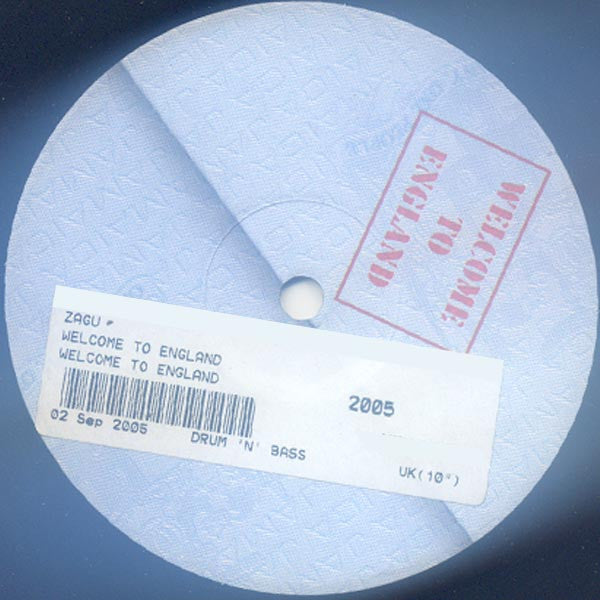 WELCOME
TO
ENGLAND
ZAGU
WELCOME TO ENGLAND
WELCOME TO ENGLAND
2005
02 Sep 2005
DRUM 'N' BASS
UK(10")